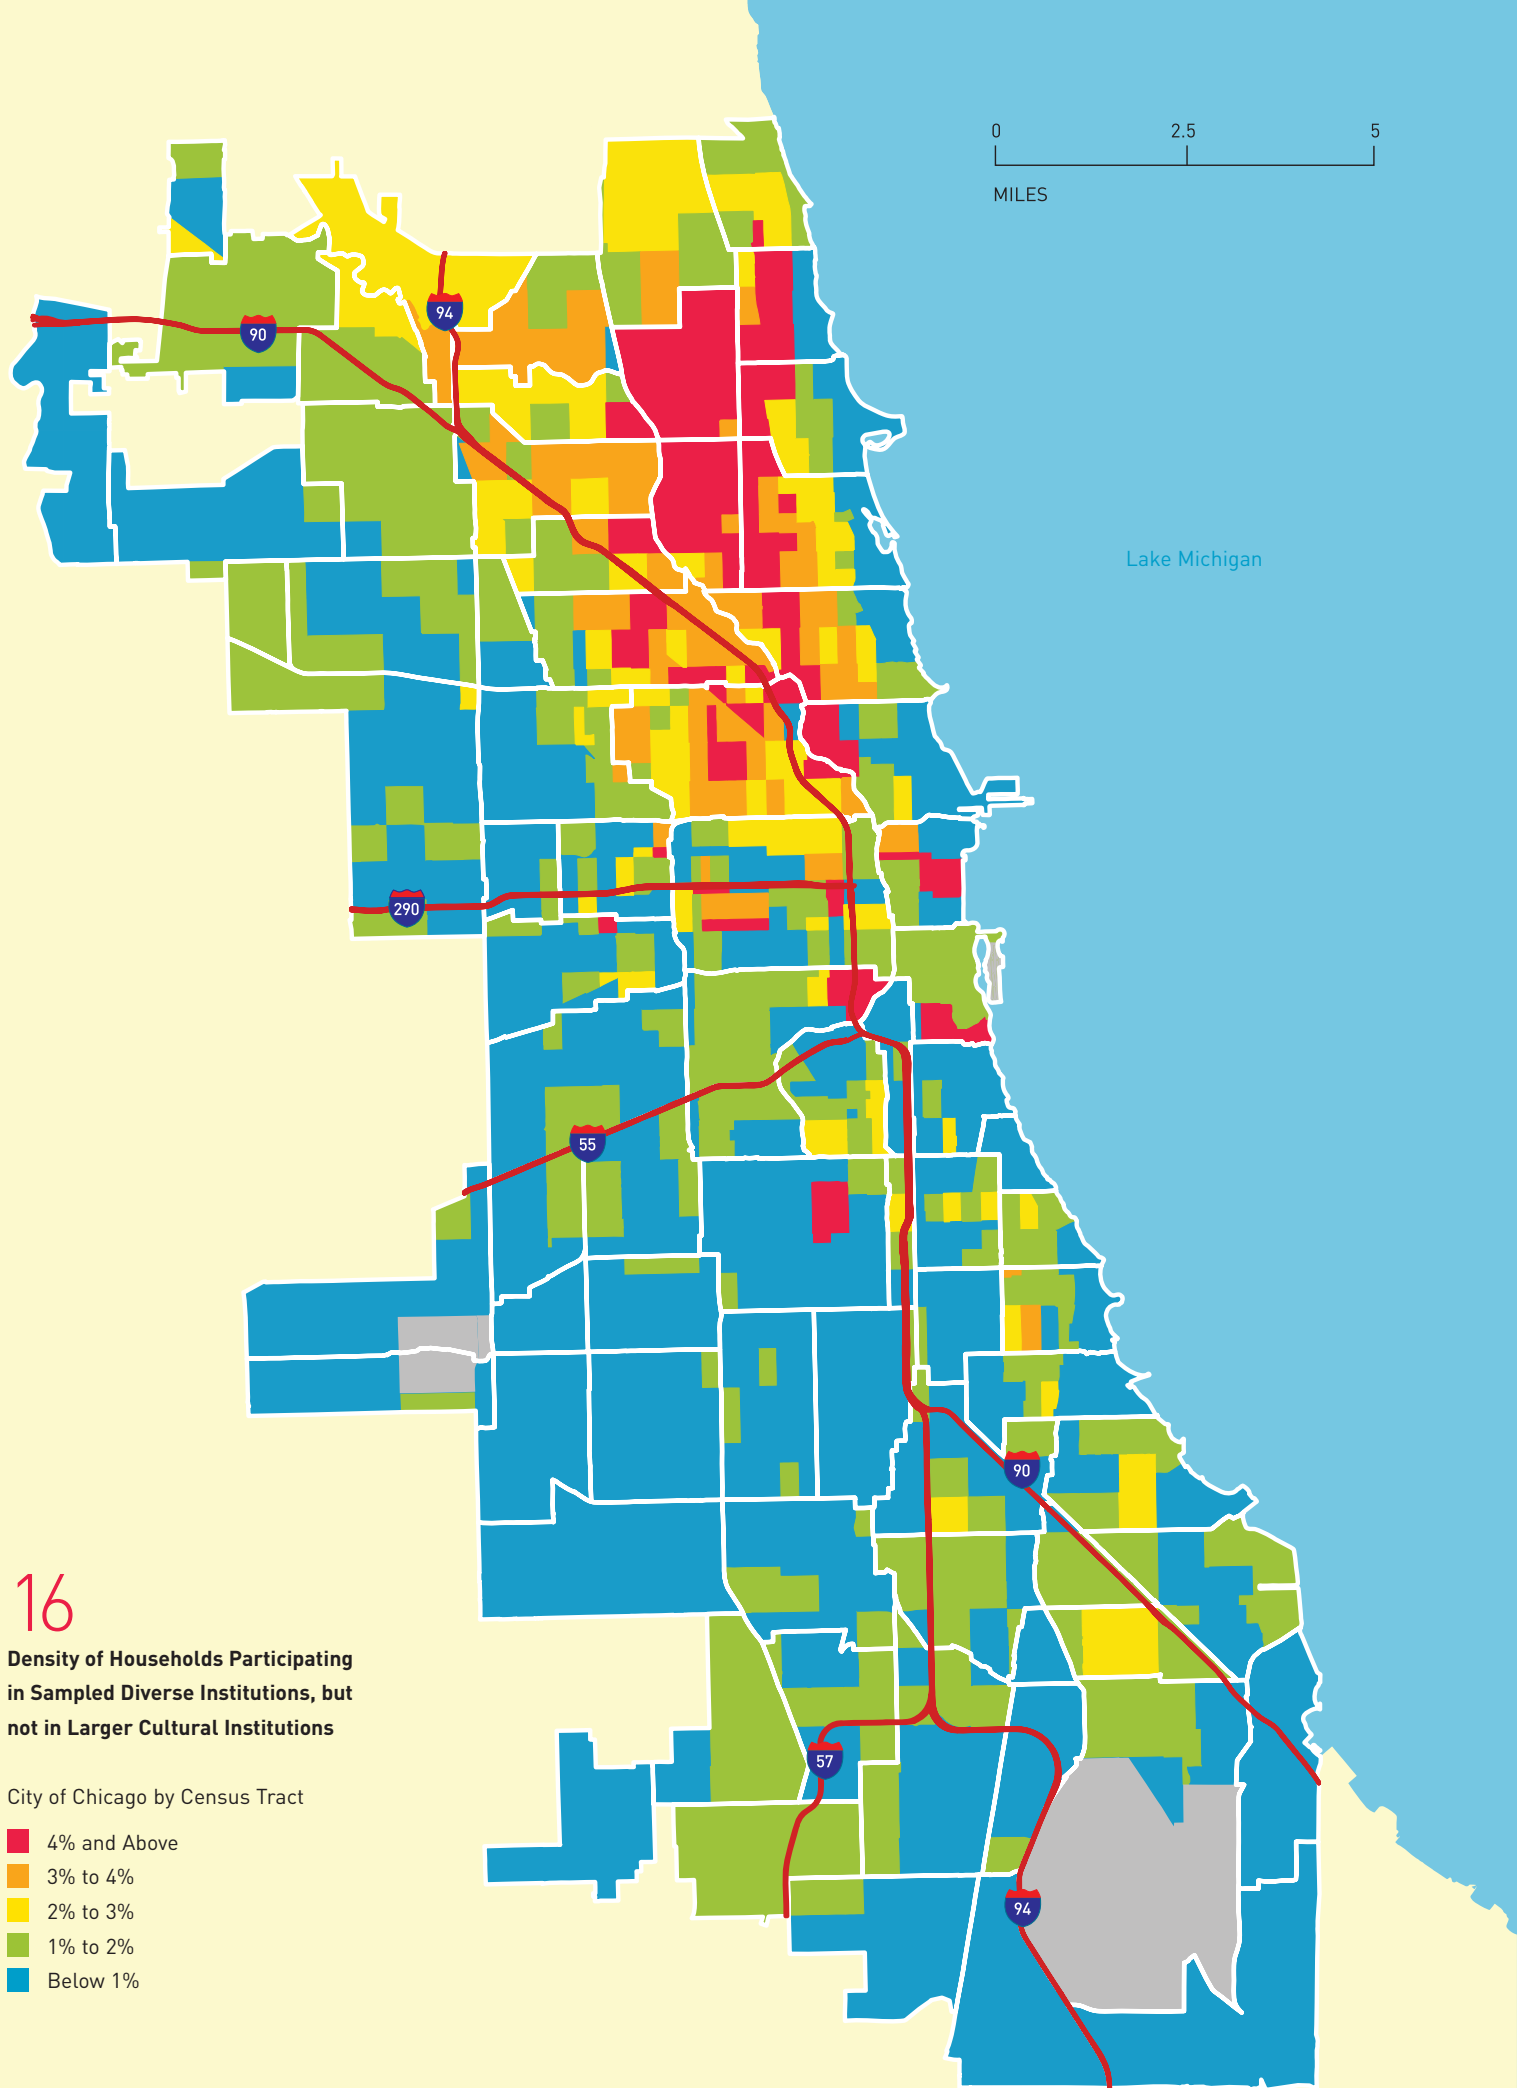 0 2.5 5
MILES
94
90
Lake Michigan
290
55
90
16
Density of Households Participating
in Sampled Diverse Institutions, but
not in Larger Cultural Institutions
57
City of Chicago by Census Tract
4% and Above
3% to 4%
2% to 3%
94
1% to 2%
Below 1%